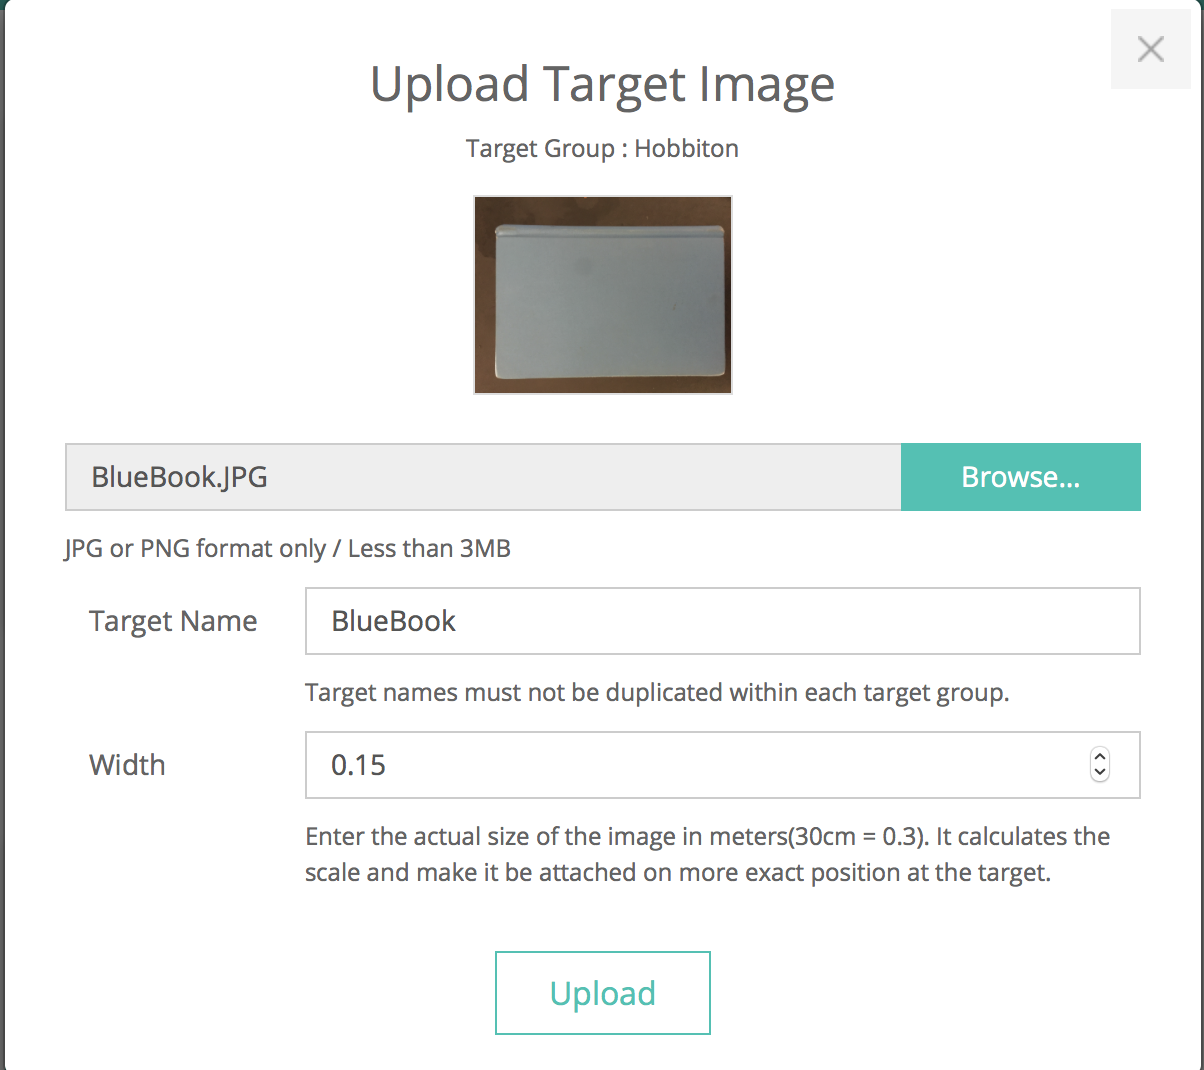 Upload Target Image
Target Group : Hobbiton
BlueBook.JPG
Browse...
JPG or PNG format only / Less than 3MB
Target Name
BlueBook
Target names must not be duplicated within each target group.
Width
0.15
Enter the actual size of the image in meters(30cm = 0.3). It calculates the
scale and make it be attached on more exact position at the target.
Upload